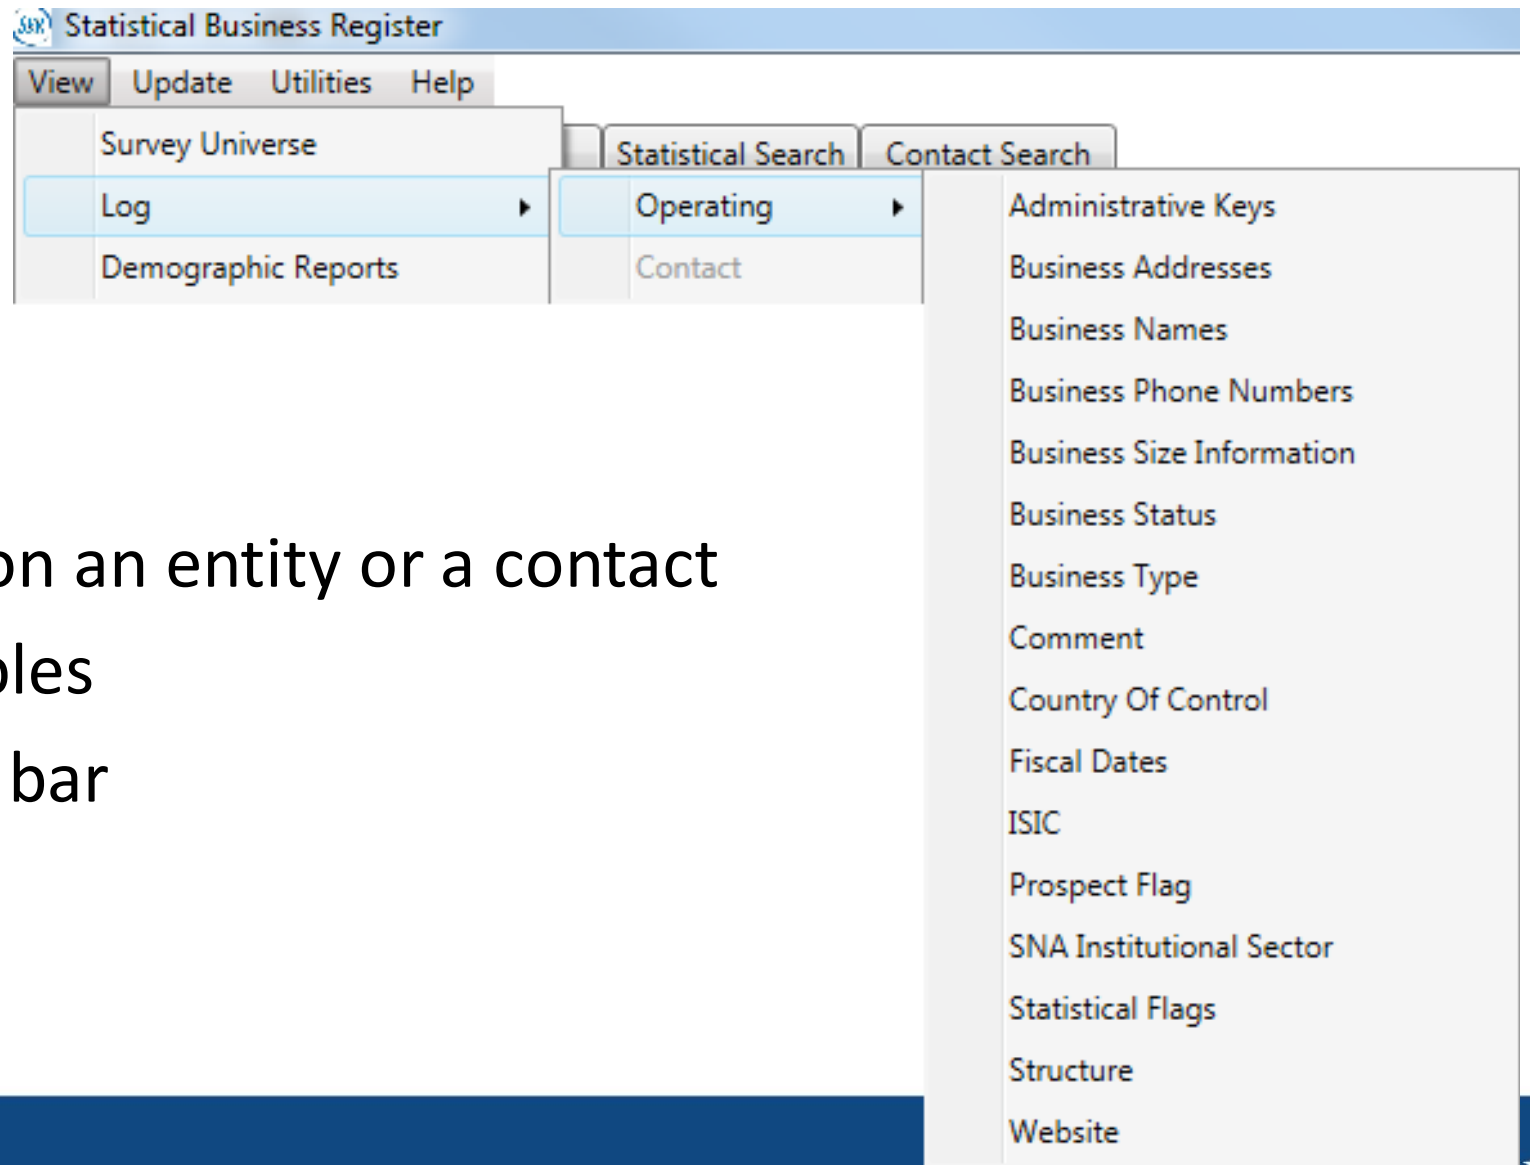 SBR Statistical Business Register
View Update Utilities Help
Survey Universe
Statistical Search Contact Search
Log
Operating
Demographic Reports
Contact
Administrative Keys
Business Addresses
Business Names
Business Phone Numbers
Business Size Information
Business Status
Business Type
Comment
Country Of Control
Fiscal Dates
ISIC
Prospect Flag
SNA Institutional Sector
Statistical Flags
Structure
Website
on an entity or a contact
bar